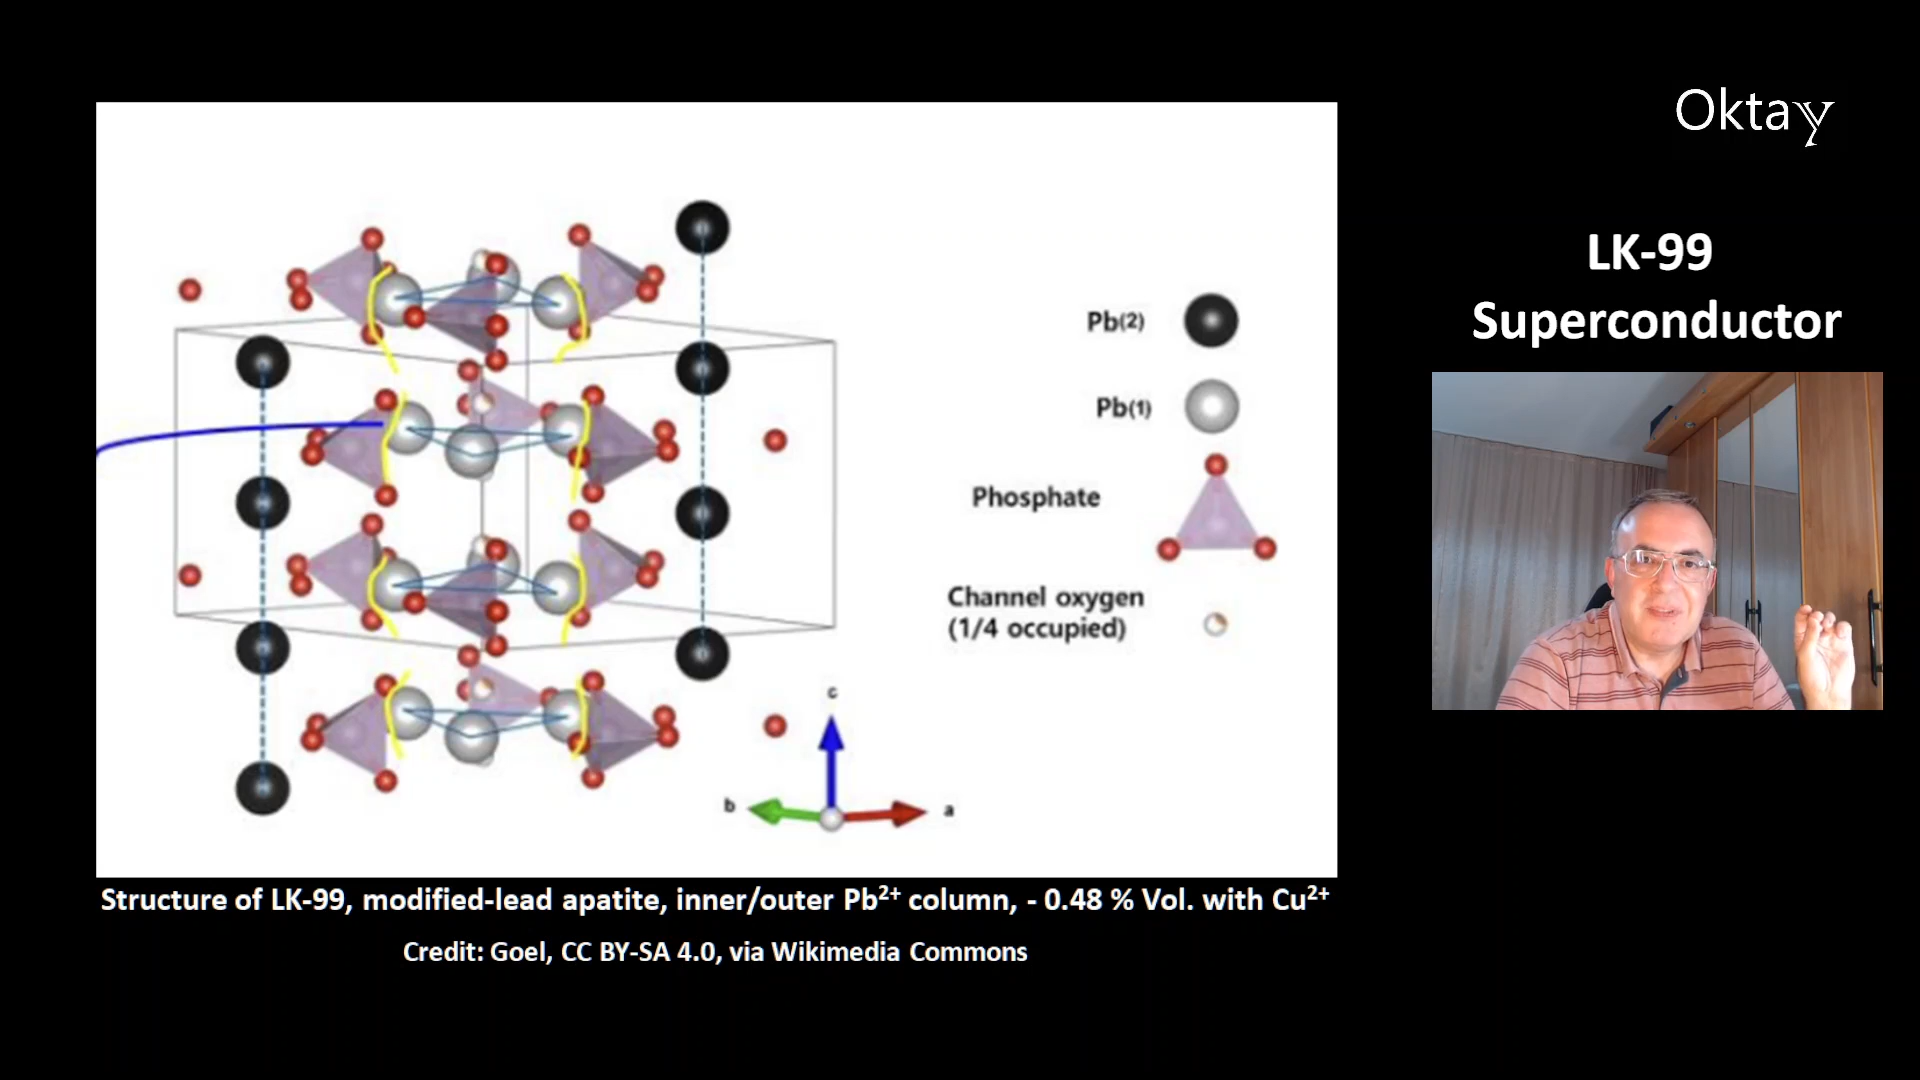 Oktay
LK-99
Superconductor
Pb(2)
Pb(1)
Phosphate
Channel oxygen
(1/4 occupied)
c
b
a
Structure of LK-99, modified-lead apatite, inner/outer Pb²⁺ column, - 0.48 % Vol. with Cu²⁺
Credit: Goel, CC BY-SA 4.0, via Wikimedia Commons